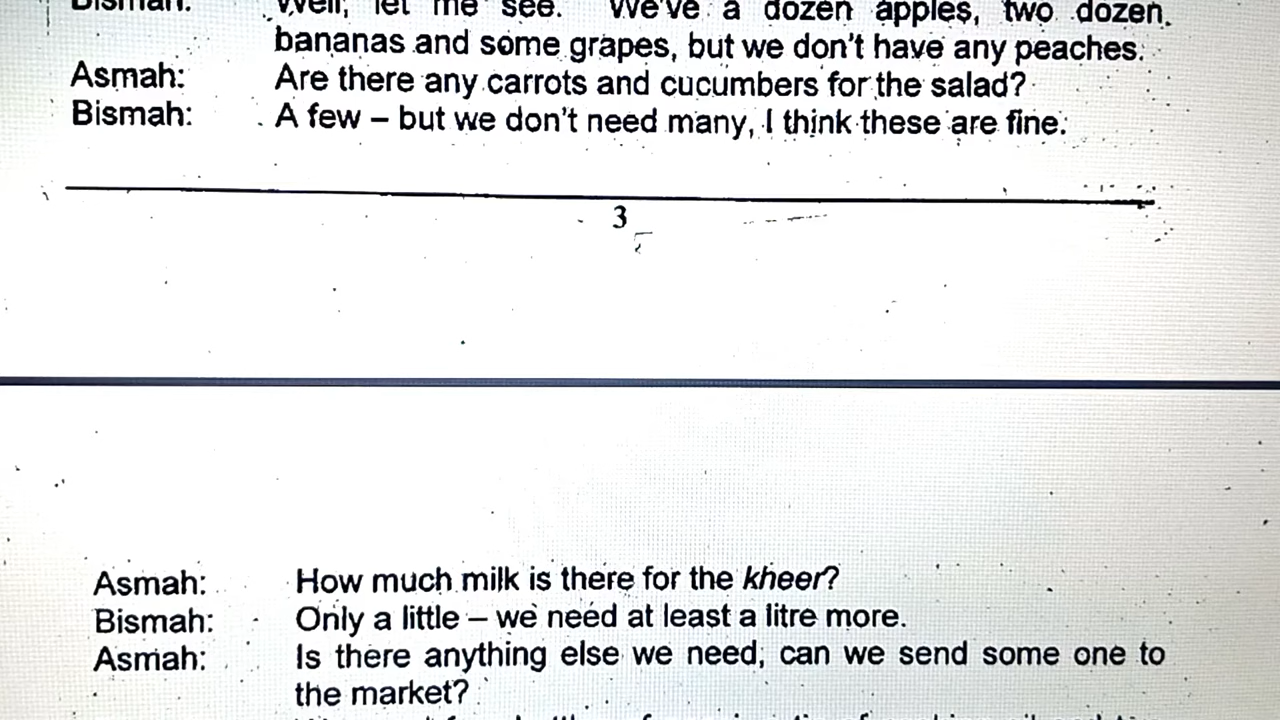 Bismah: Well, let me see. We've a dozen apples, two dozen
bananas and some grapes, but we don't have any peaches.
Asmah: Are there any carrots and cucumbers for the salad?
Bismah: A few – but we don't need many, I think these are fine.
3
Asmah: How much milk is there for the kheer?
Bismah: Only a little – we need at least a litre more.
Asmah: Is there anything else we need, can we send some one to
the market?